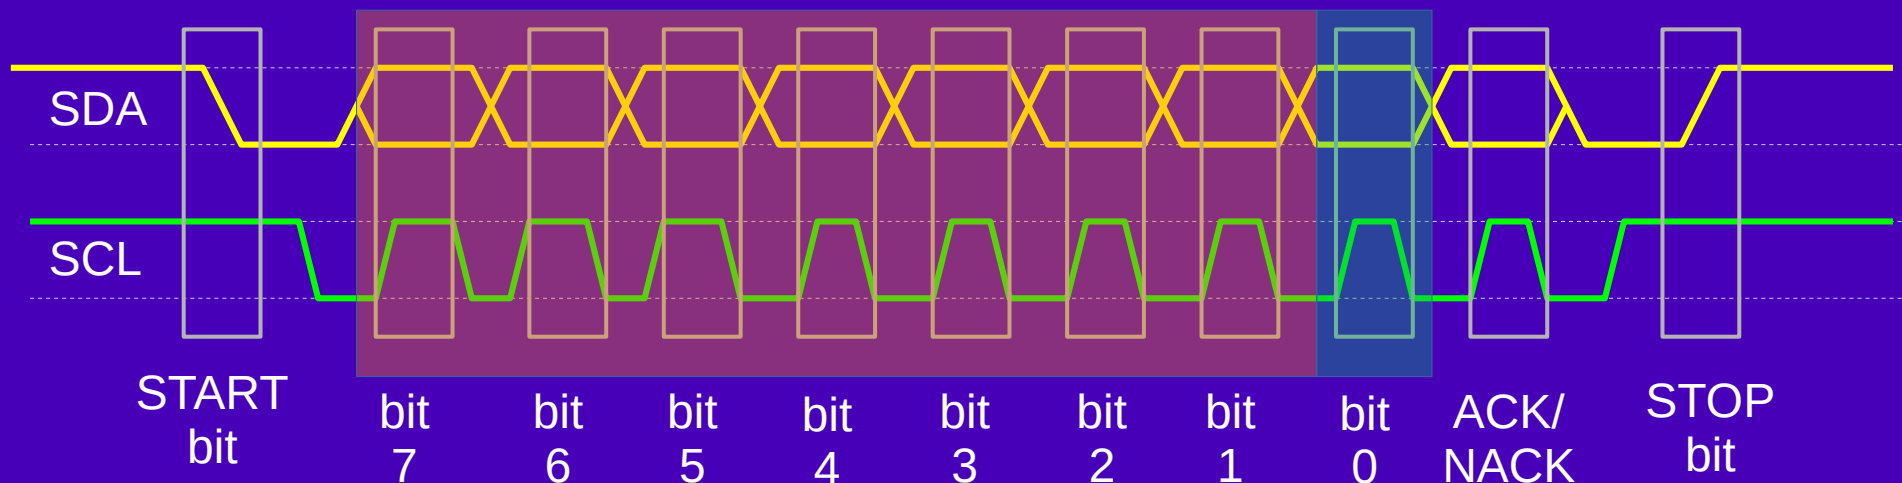 SDA
SCL
START
bit
bit
7
bit
6
bit
5
bit
4
bit
3
bit
2
bit
1
bit
0
ACK/
NACK
STOP
bit